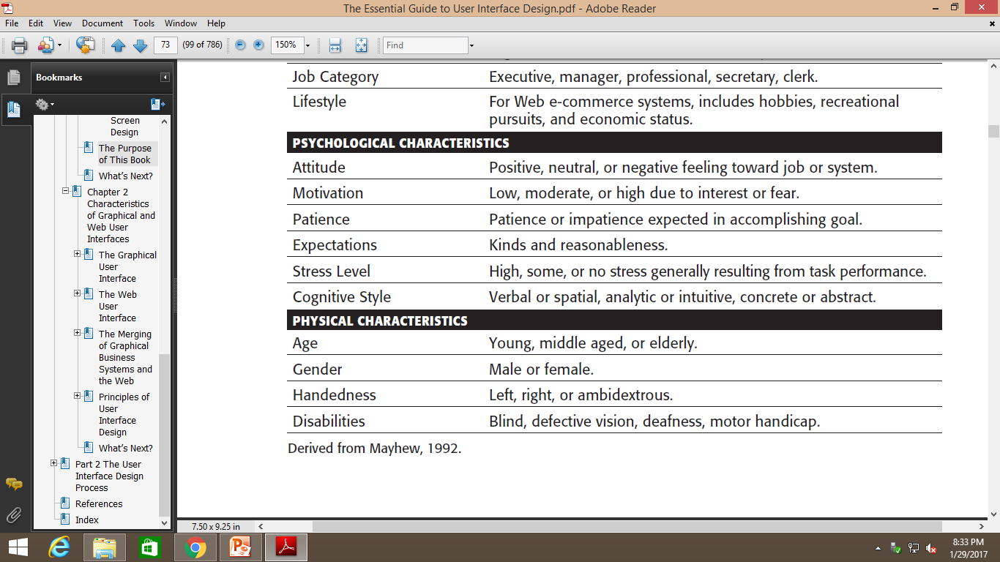 The Essential Guide to User Interface Design.pdf - Adobe Reader
File Edit View Document Tools Window Help
73 (99 of 786) 150% Find
Bookmarks
Screen
Design
The Purpose
of This Book
What's Next?
Chapter 2
Characteristics
of Graphical and
Web User
Interfaces
The Graphical
User
Interface
The Web
User
Interface
The Merging
of Graphical
Business
Systems and
the Web
Principles of
User
Interface
Design
What's Next?
Part 2 The User
Interface Design
Process
References
Index
Job Category Executive, manager, professional, secretary, clerk.
Lifestyle For Web e-commerce systems, includes hobbies, recreational
pursuits, and economic status.
PSYCHOLOGICAL CHARACTERISTICS
Attitude Positive, neutral, or negative feeling toward job or system.
Motivation Low, moderate, or high due to interest or fear.
Patience Patience or impatience expected in accomplishing goal.
Expectations Kinds and reasonableness.
Stress Level High, some, or no stress generally resulting from task performance.
Cognitive Style Verbal or spatial, analytic or intuitive, concrete or abstract.
PHYSICAL CHARACTERISTICS
Age Young, middle aged, or elderly.
Gender Male or female.
Handedness Left, right, or ambidextrous.
Disabilities Blind, defective vision, deafness, motor handicap.
Derived from Mayhew, 1992.
7.50 x 9.25 in
8:33 PM
1/29/2017